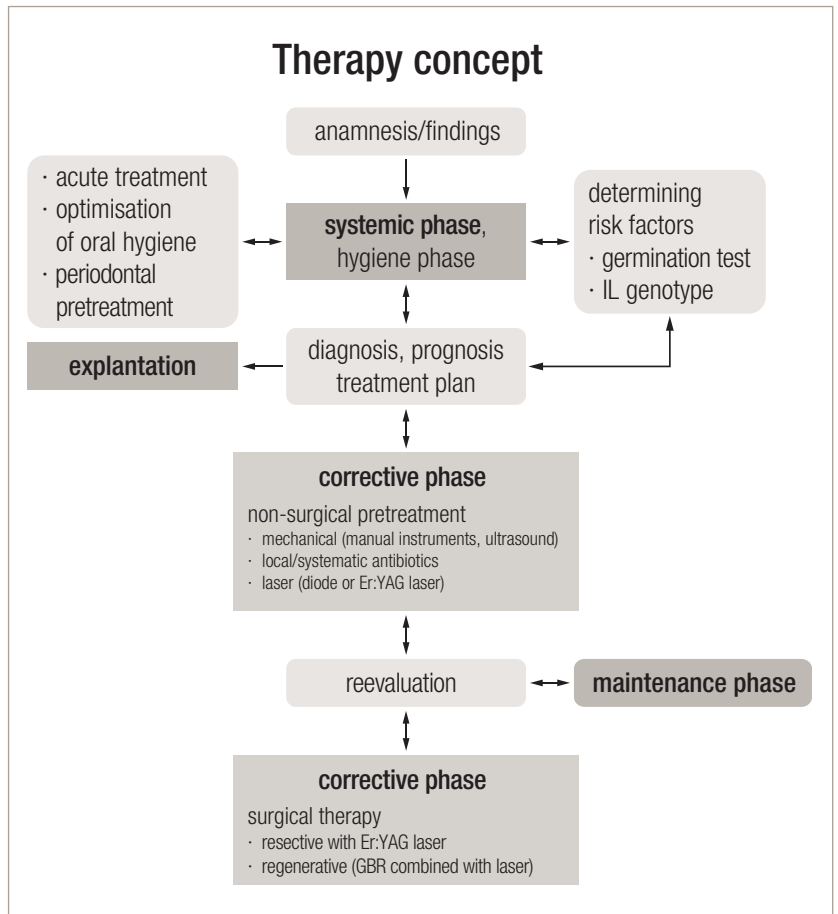 Therapy concept
anamnesis/findings
· acute treatment
· optimisation
of oral hygiene
· periodontal
pretreatment
systemic phase,
hygiene phase
determining
risk factors
· germination test
· IL genotype
explantation
diagnosis, prognosis
treatment plan
corrective phase
non-surgical pretreatment
· mechanical (manual instruments, ultrasound)
· local/systematic antibiotics
· laser (diode or Er:YAG laser)
reevaluation
maintenance phase
corrective phase
surgical therapy
· resective with Er:YAG laser
· regenerative (GBR combined with laser)